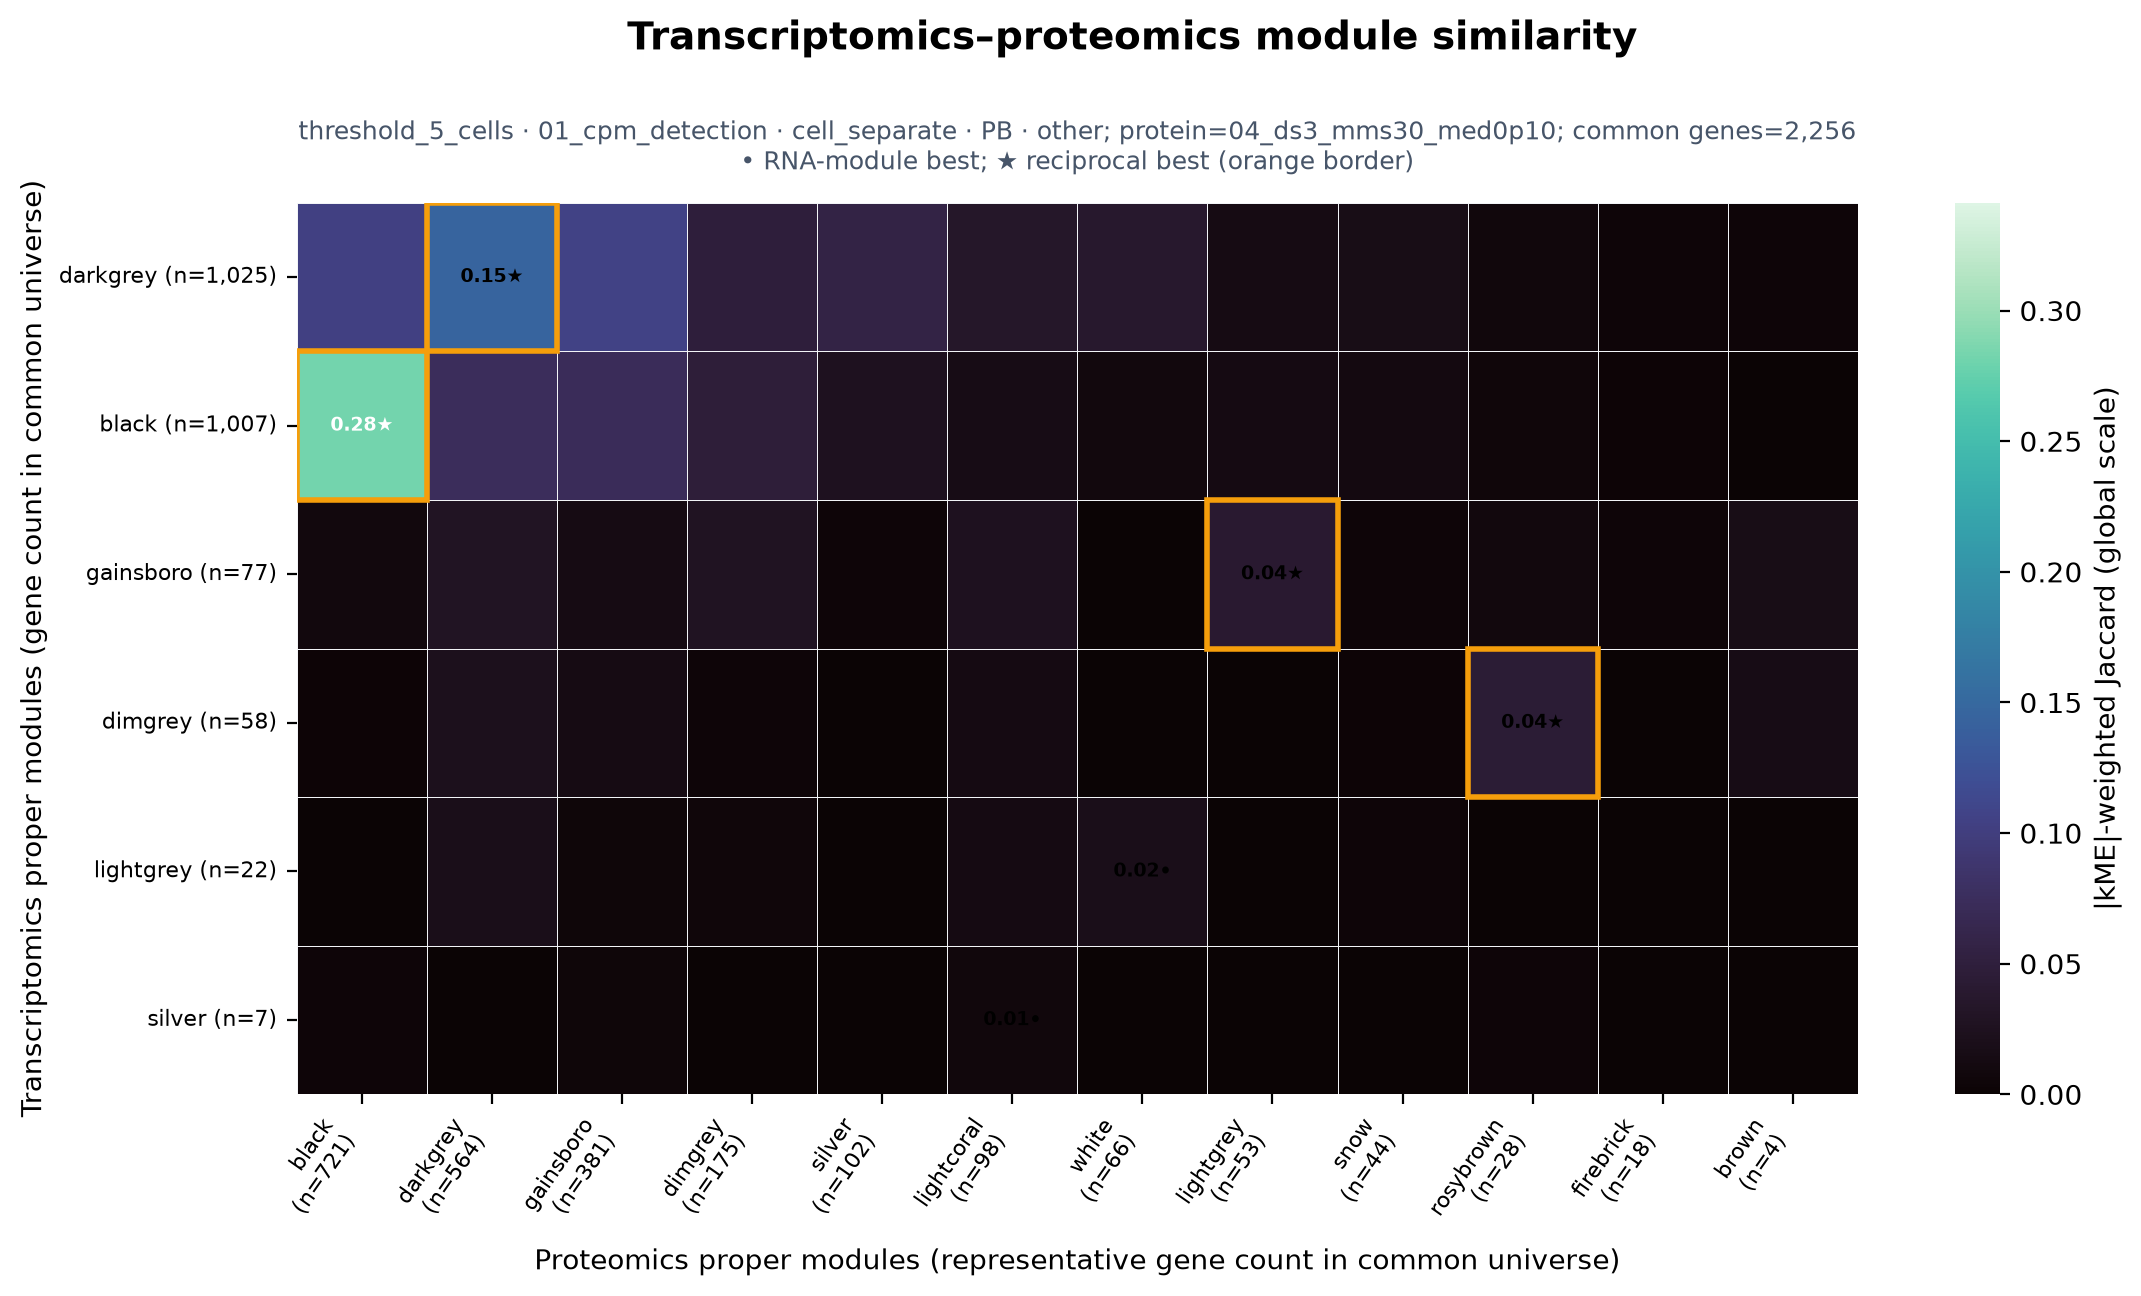 Transcriptomics–proteomics module similarity
threshold_5_cells · 01_cpm_detection · cell_separate · PB · other; protein=04_ds3_mms30_med0p10; common genes=2,256
• RNA-module best; ★ reciprocal best (orange border)
Transcriptomics proper modules (gene count in common universe)
darkgrey (n=1,025)
black (n=1,007)
gainsboro (n=77)
dimgrey (n=58)
lightgrey (n=22)
silver (n=7)
0.15★
0.28★
0.04★
0.04★
0.02•
0.01•
black
(n=721)
darkgrey
(n=564)
gainsboro
(n=381)
dimgrey
(n=175)
silver
(n=102)
lightcoral
(n=98)
white
(n=66)
lightgrey
(n=53)
snow
(n=44)
rosybrown
(n=28)
firebrick
(n=18)
brown
(n=4)
Proteomics proper modules (representative gene count in common universe)
0.30
0.25
0.20
0.15
0.10
0.05
0.00
|kME|-weighted Jaccard (global scale)